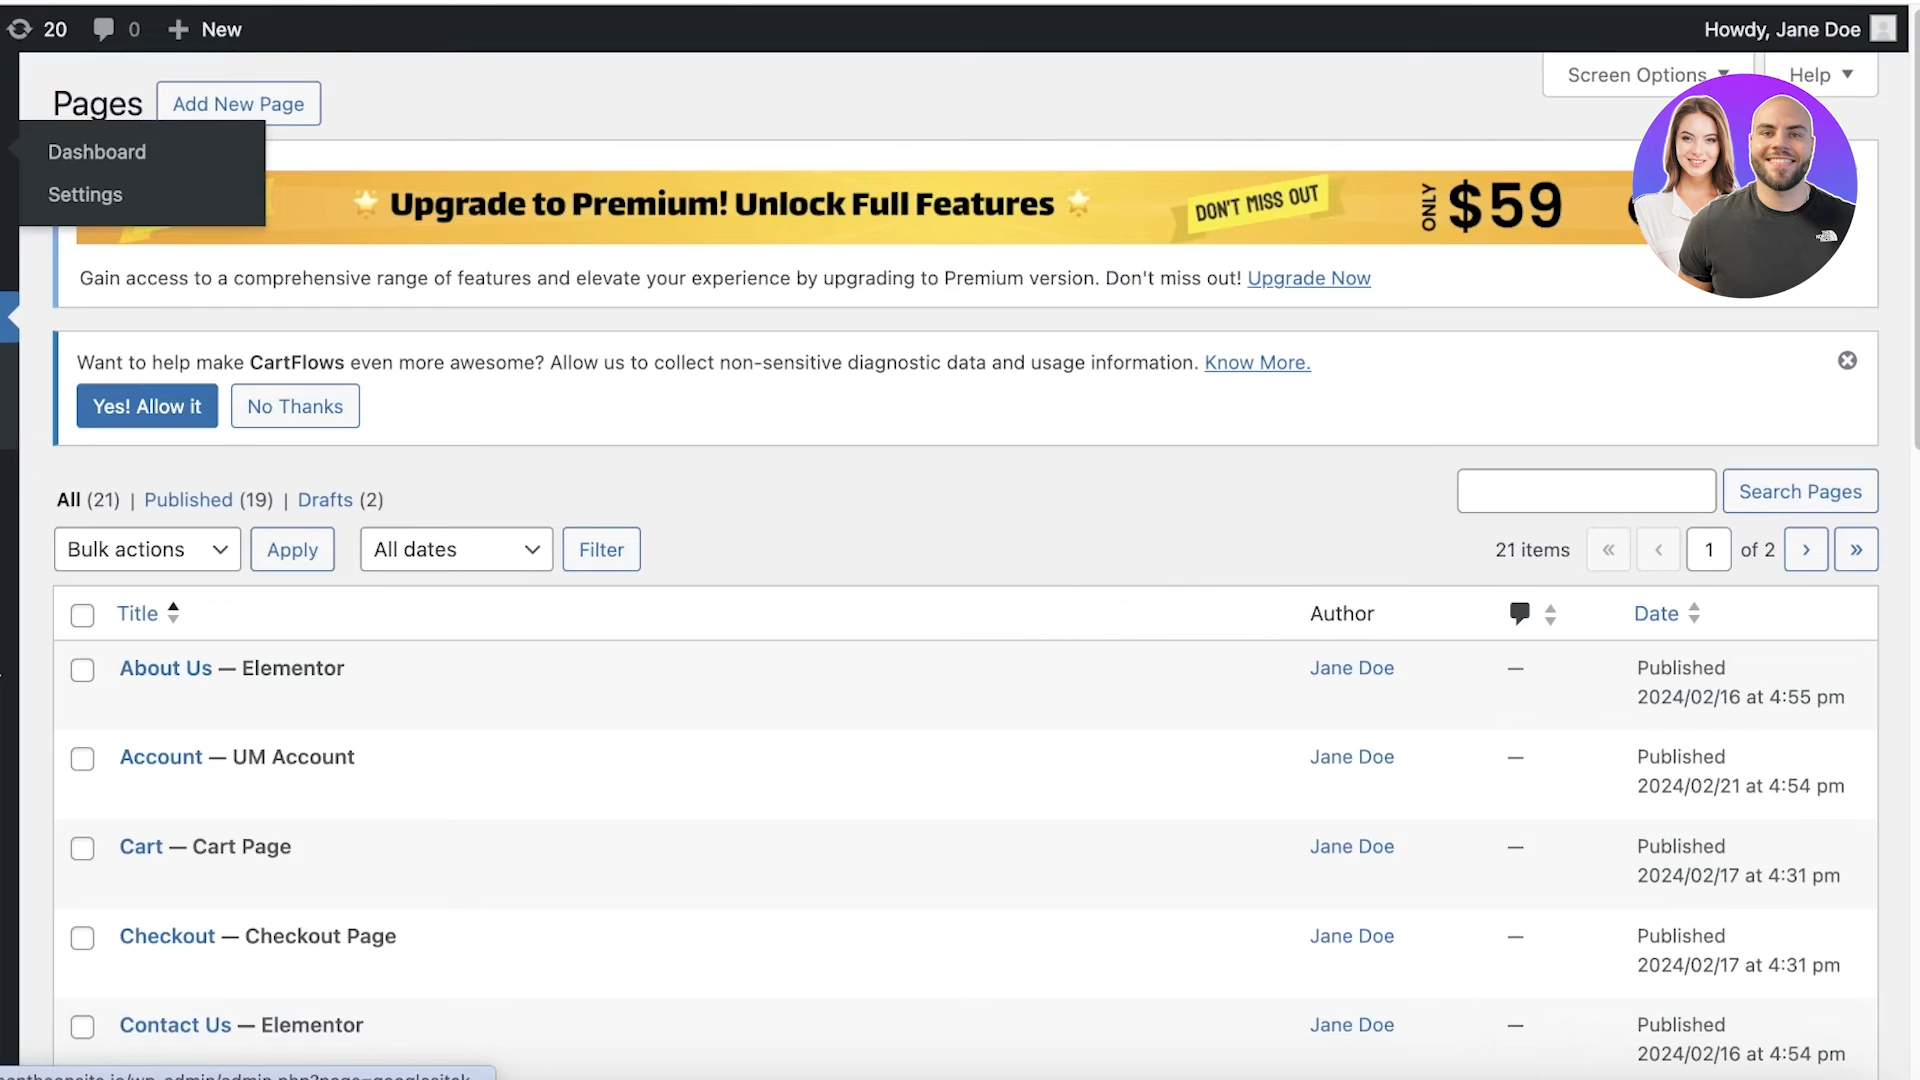 20 0 New Howdy, Jane Doe
Screen Options Help
Pages Add New Page
Dashboard
Settings
Upgrade to Premium! Unlock Full Features DON'T MISS OUT ONLY $59
Gain access to a comprehensive range of features and elevate your experience by upgrading to Premium version. Don't miss out! Upgrade Now
Want to help make CartFlows even more awesome? Allow us to collect non-sensitive diagnostic data and usage information. Know More.
Yes! Allow it No Thanks
All (21) | Published (19) | Drafts (2)
Search Pages
Bulk actions Apply All dates Filter 21 items « ‹ 1 of 2 › »
Title Author Date
About Us — Elementor Jane Doe — Published
2024/02/16 at 4:55 pm
Account — UM Account Jane Doe — Published
2024/02/21 at 4:54 pm
Cart — Cart Page Jane Doe — Published
2024/02/17 at 4:31 pm
Checkout — Checkout Page Jane Doe — Published
2024/02/17 at 4:31 pm
Contact Us — Elementor Jane Doe — Published
2024/02/16 at 4:54 pm